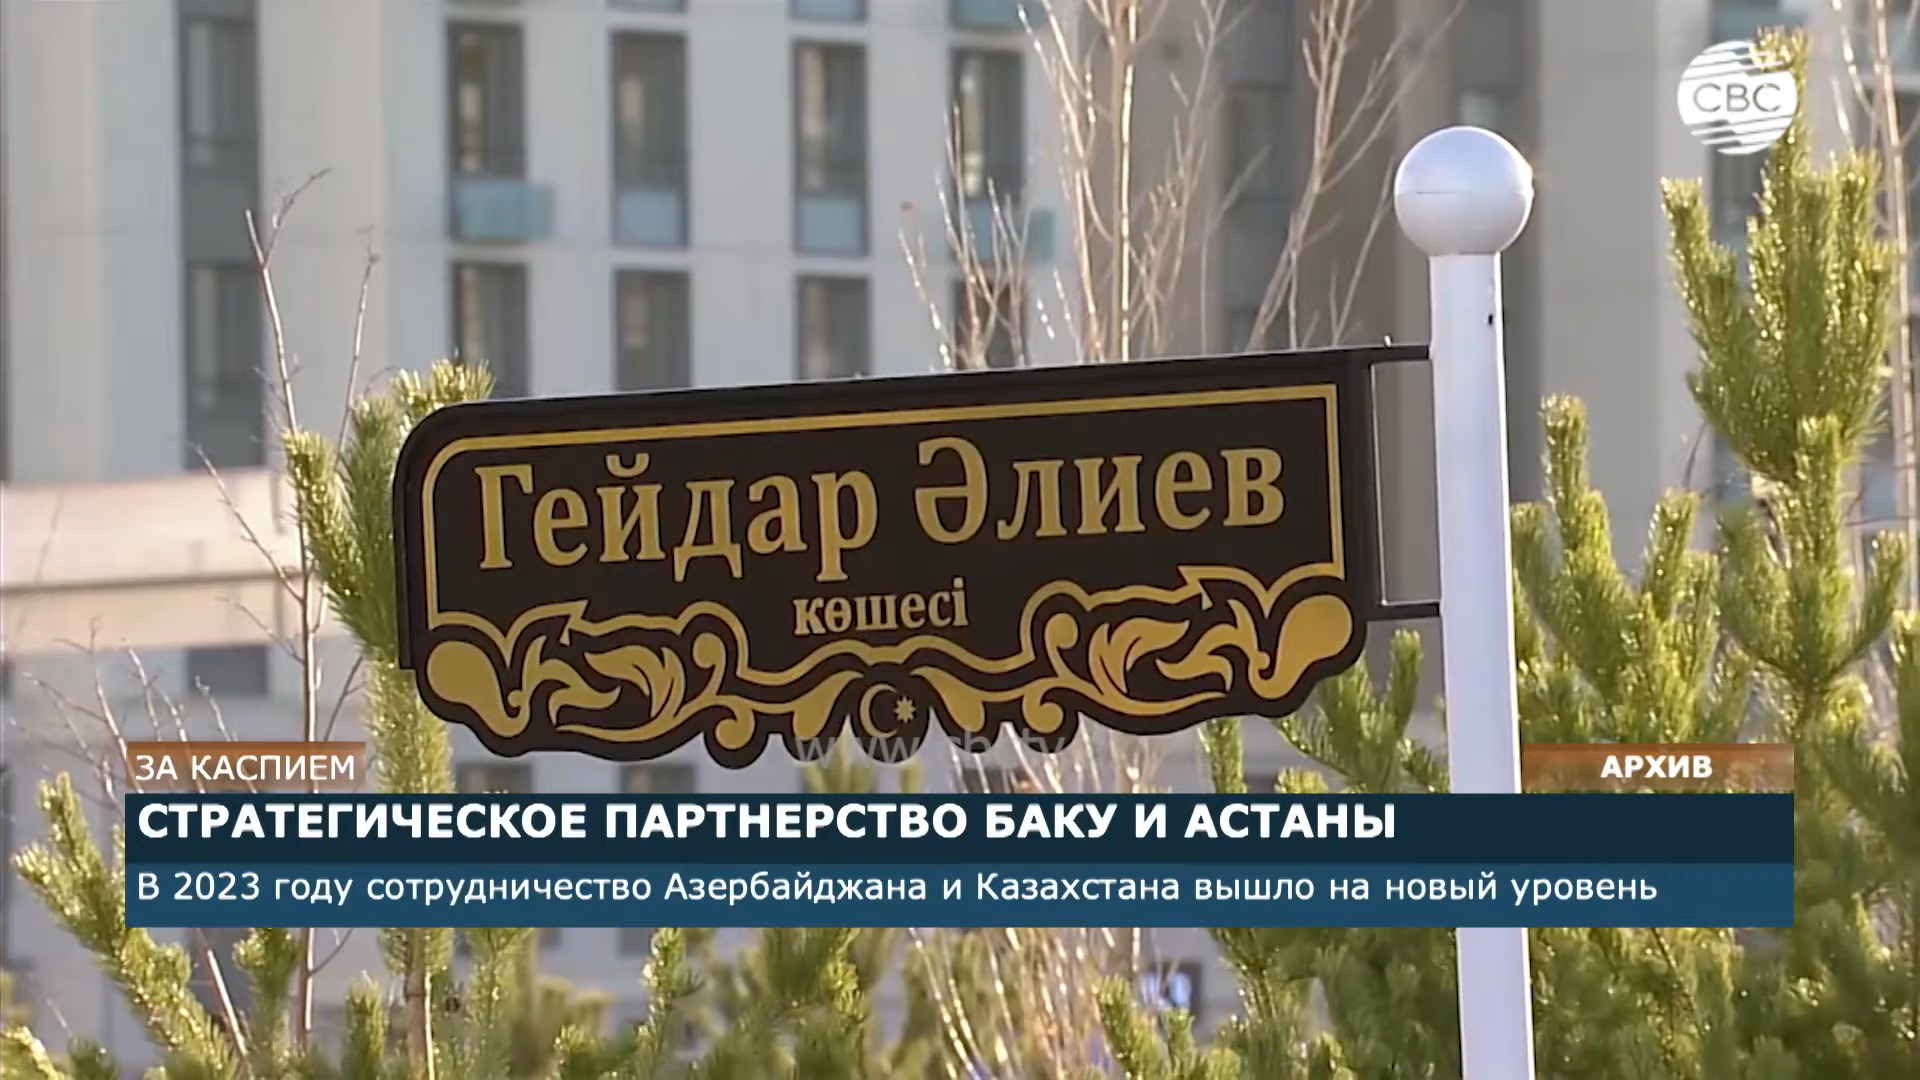 CBC
Гейдар Әлиев
көшесі
ЗА КАСПИЕМ
АРХИВ
СТРАТЕГИЧЕСКОЕ ПАРТНЕРСТВО БАКУ И АСТАНЫ
В 2023 году сотрудничество Азербайджана и Казахстана вышло на новый уровень